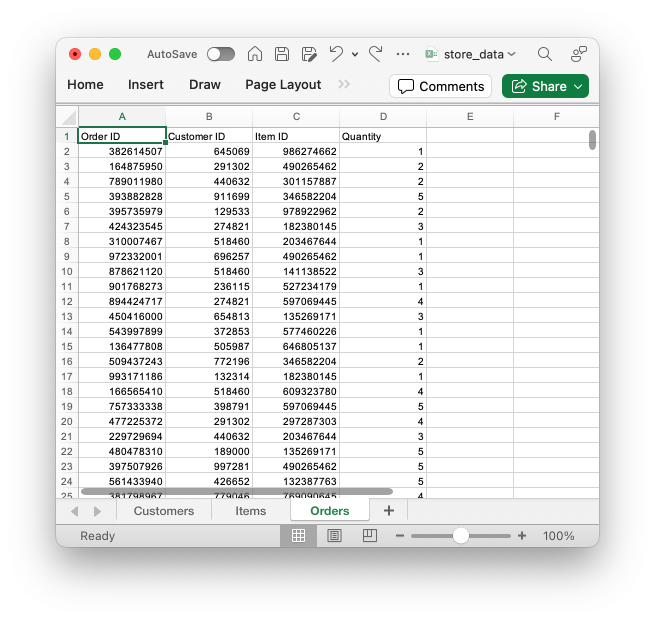 AutoSave store_data
Home Insert Draw Page Layout Comments Share
A B C D E F
1 Order ID Customer ID Item ID Quantity
2 382614507 645069 986274662 1
3 164875950 291302 490265462 2
4 789011980 440632 301157887 2
5 393882828 911699 346582204 5
6 395735979 129533 978922962 2
7 424323545 274821 182380145 3
8 310007467 518460 203467644 1
9 972332001 696257 490265462 1
10 878621120 518460 141138522 3
11 901768273 236115 527234179 1
12 894424717 274821 597069445 4
13 450416000 654813 135269171 3
14 543997899 372853 577460226 1
15 136477808 505987 646805137 1
16 509437243 772196 346582204 2
17 993171186 132314 182380145 1
18 166565410 518460 609323780 4
19 757333338 398791 597069445 5
20 477225372 291302 297287303 4
21 229729694 440632 203467644 3
22 480478310 189000 135269171 5
23 397507926 997281 490265462 5
24 561433940 426652 132387763 5
25 4
Customers Items Orders
Ready 100%